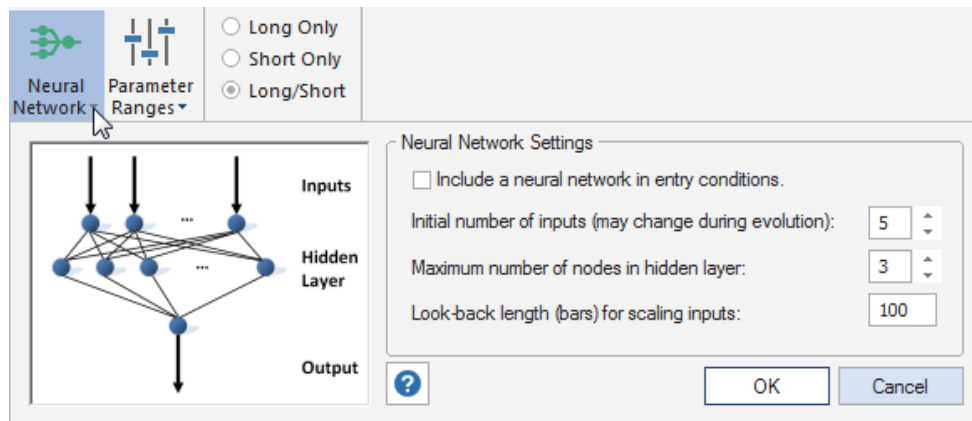 Neural
Network
Parameter
Ranges
Long Only
Short Only
Long/Short
Inputs
...
...
Hidden
Layer
Output
Neural Network Settings
Include a neural network in entry conditions.
Initial number of inputs (may change during evolution): 5
Maximum number of nodes in hidden layer: 3
Look-back length (bars) for scaling inputs: 100
?
OK
Cancel